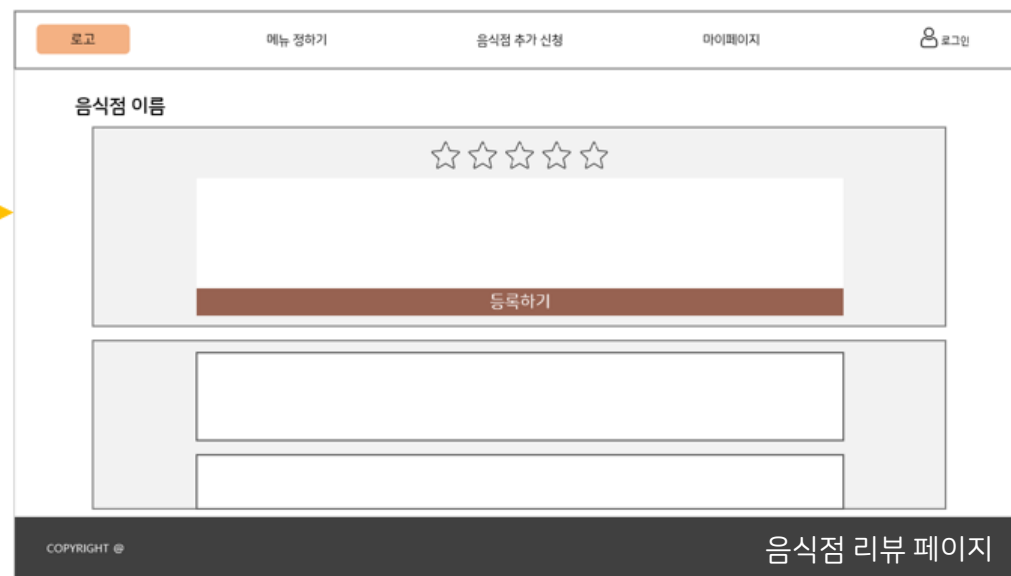 로고
메뉴 정하기
음식점 추가 신청
마이페이지
로그인
음식점 이름
등록하기
COPYRIGHT @
음식점 리뷰 페이지